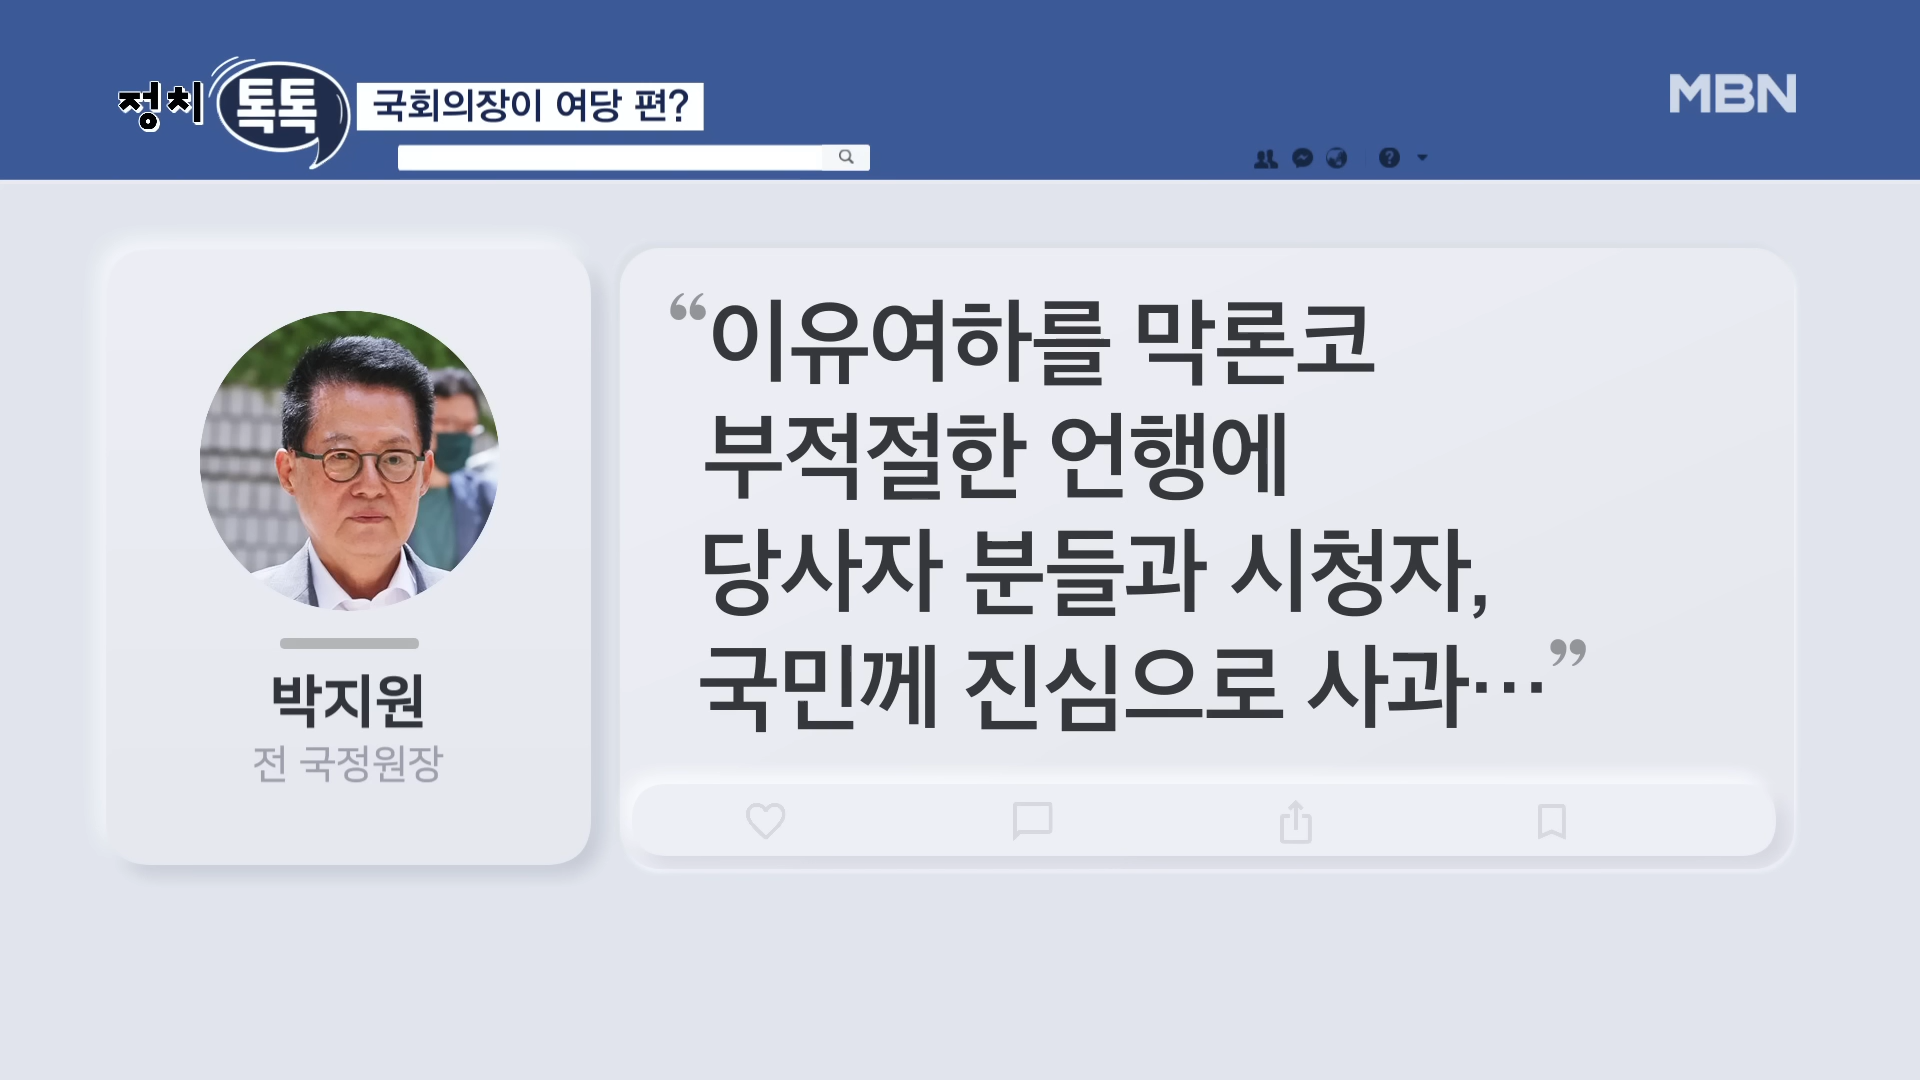 정치 톡톡 국회의장이 여당 편?
MBN
“이유여하를 막론코
부적절한 언행에
당사자 분들과 시청자,
국민께 진심으로 사과…”
박지원
전 국정원장